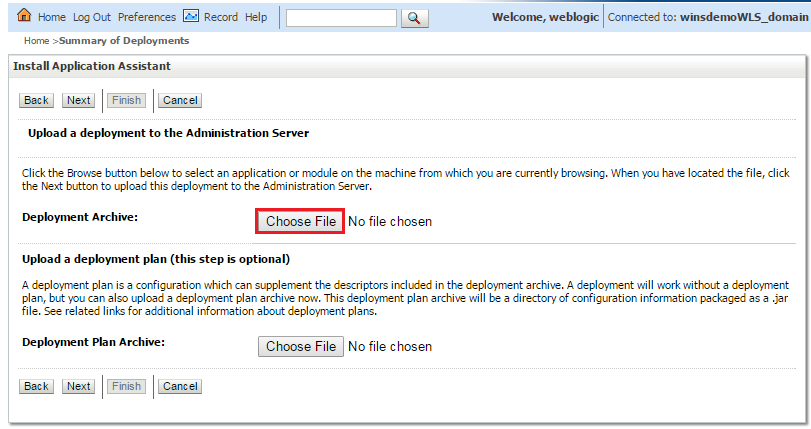 Home Log Out Preferences Record Help Welcome, weblogic Connected to: winsdemoWLS_domain
Home >Summary of Deployments
Install Application Assistant
Back Next Finish Cancel
Upload a deployment to the Administration Server
Click the Browse button below to select an application or module on the machine from which you are currently browsing. When you have located the file, click
the Next button to upload this deployment to the Administration Server.
Deployment Archive: Choose File No file chosen
Upload a deployment plan (this step is optional)
A deployment plan is a configuration which can supplement the descriptors included in the deployment archive. A deployment will work without a deployment
plan, but you can also upload a deployment plan archive now. This deployment plan archive will be a directory of configuration information packaged as a .jar
file. See related links for additional information about deployment plans.
Deployment Plan Archive: Choose File No file chosen
Back Next Finish Cancel